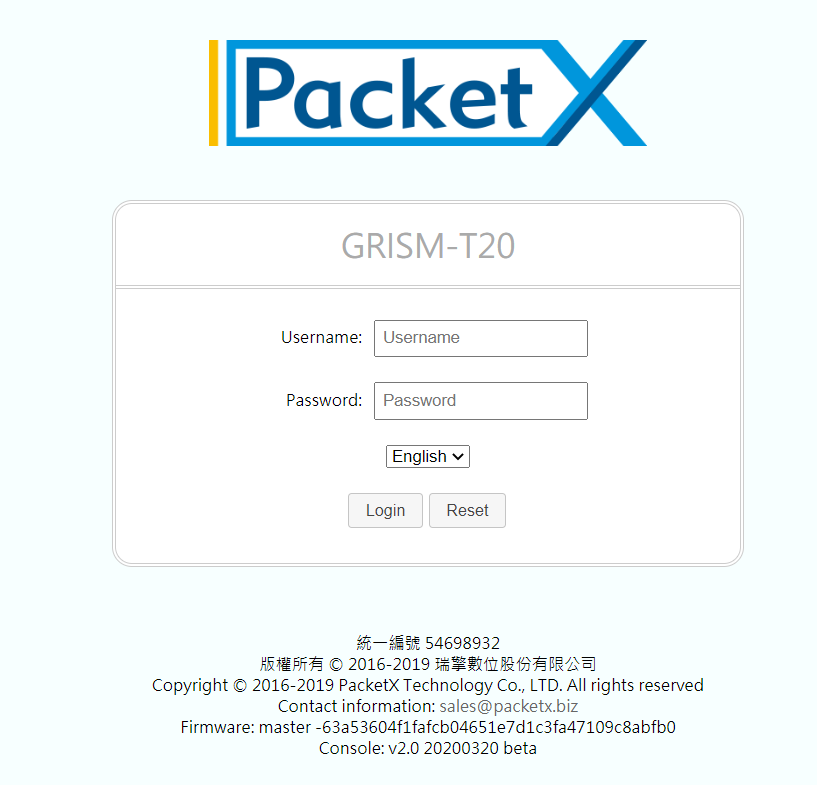 PacketX
GRISM-T20
Username: Username
Password: Password
English
Login Reset
統一編號 54698932
版權所有 © 2016-2019 瑞擎數位股份有限公司
Copyright © 2016-2019 PacketX Technology Co., LTD. All rights reserved
Contact information: sales@packetx.biz
Firmware: master -63a53604f1fafcb04651e7d1c3fa47109c8abfb0
Console: v2.0 20200320 beta